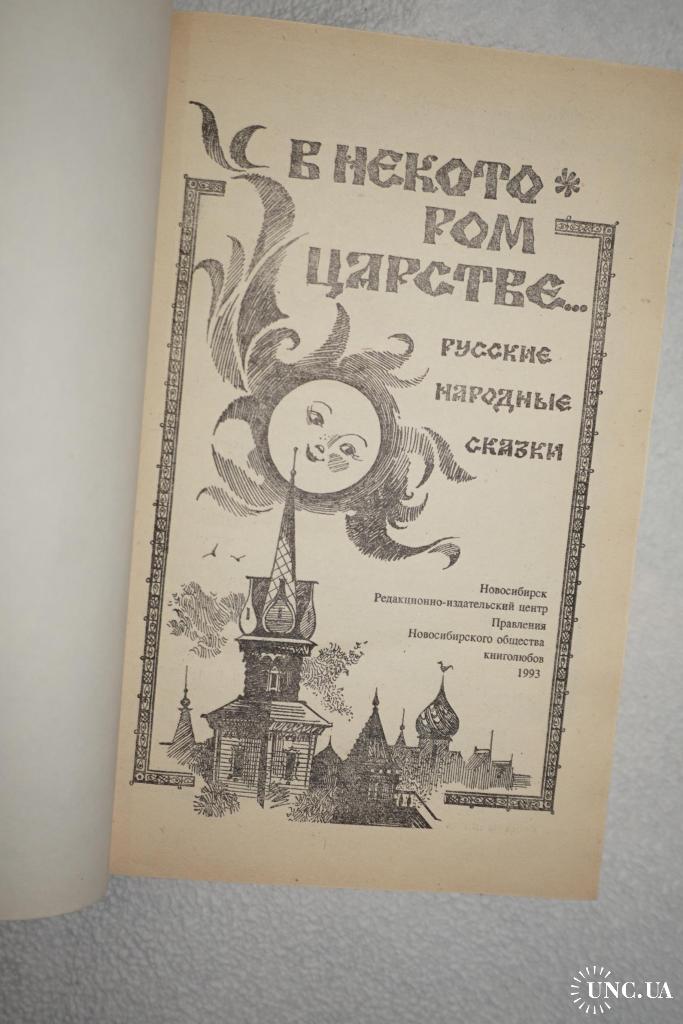 В НЕКОТО *
РОМ
ЦАРСТВЕ...
РУССКИЕ
НАРОДНЫЕ
СКАЗКИ
Новосибирск
Редакционно-издательский центр
Правления
Новосибирского общества
книголюбов
1993
UNC.UA